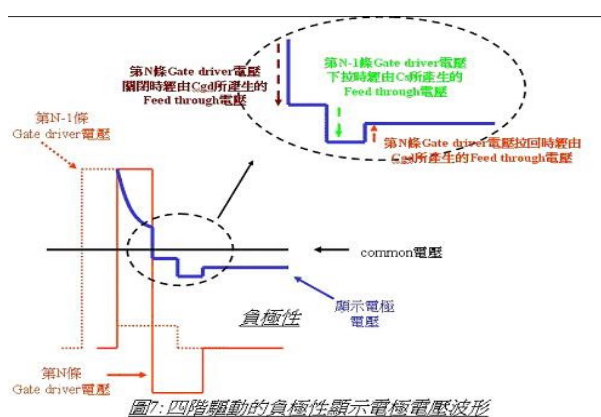 第N條Gate driver電壓
關閉時經由Cgd所產生的
Feed through電壓
第N-1條Gate driver電壓
下拉時經由Cs所產生的
Feed through電壓
第N條Gate driver電壓拉回時經由
Cgd所產生的Feed through電壓
第N-1條
Gate driver電壓
common電壓
顯示電極
電壓
負極性
第N條
Gate driver電壓
圖7:四階驅動的負極性顯示電極電壓波形